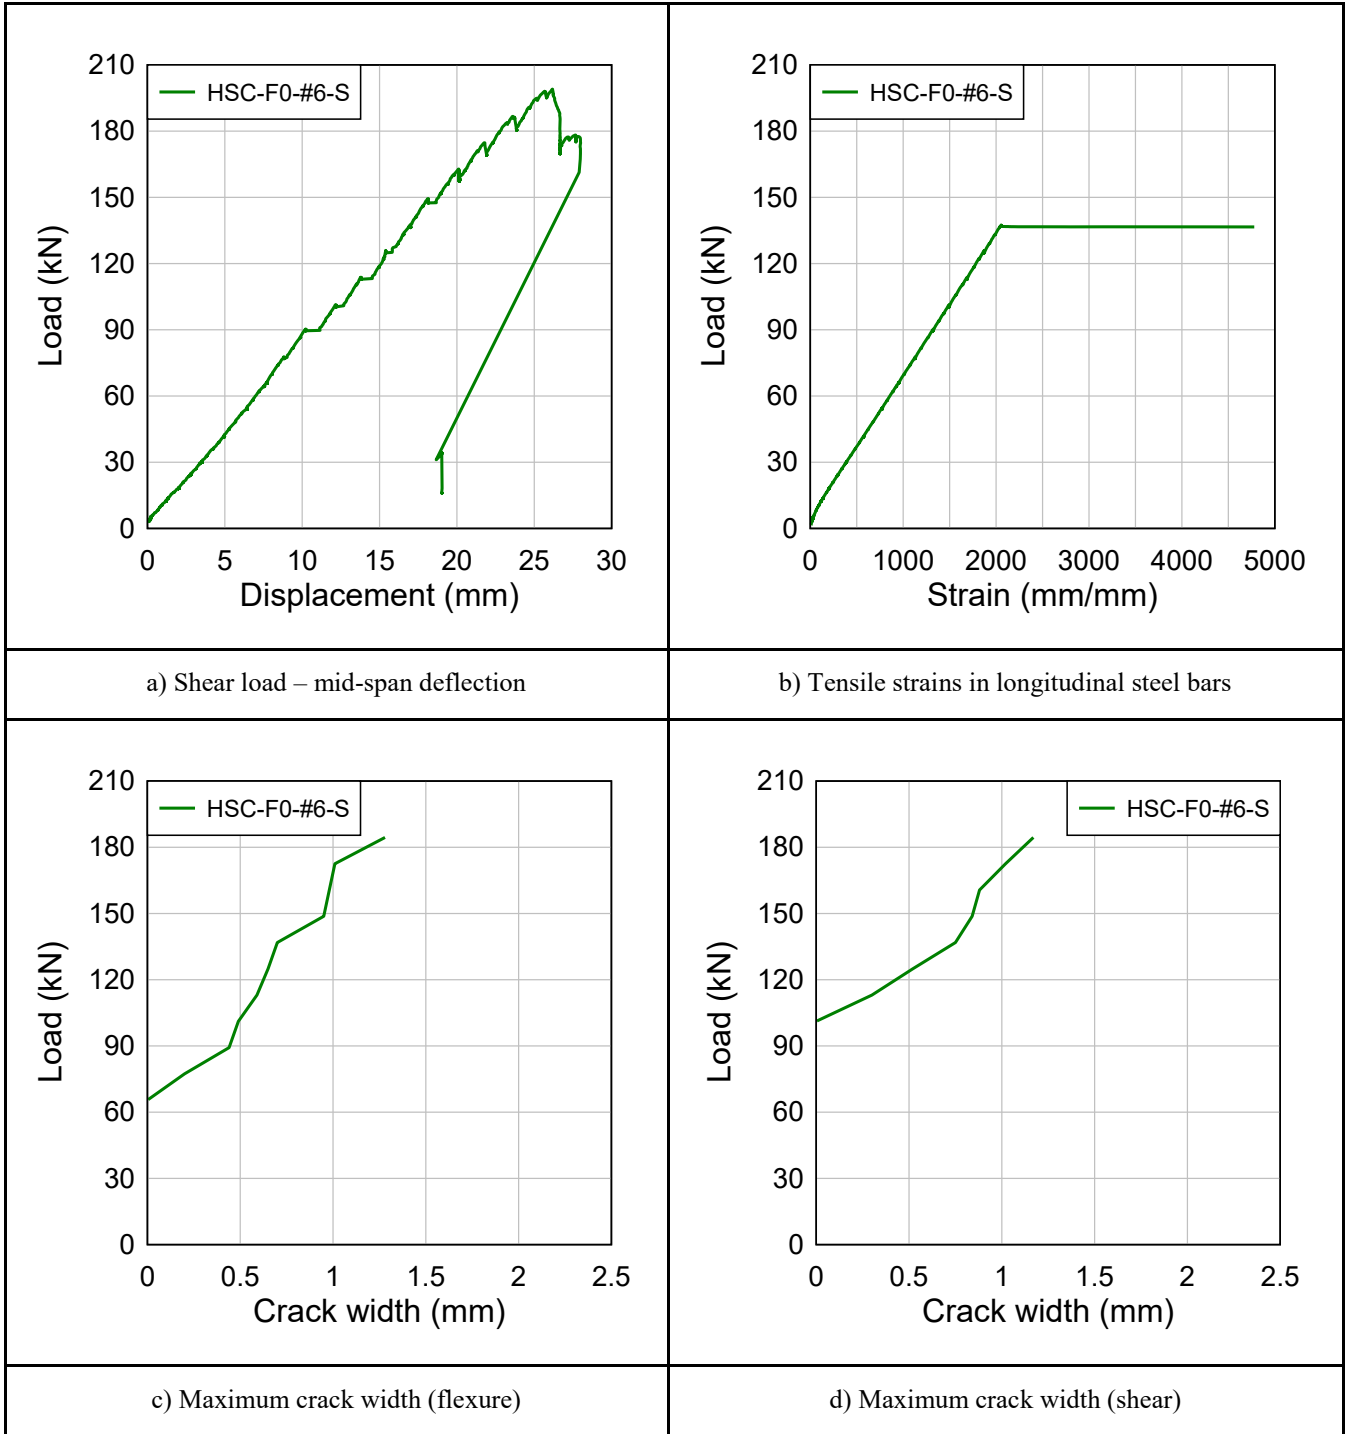 210
180
150
120
90
60
30
0
Load (kN)
HSC-F0-#6-S
0 5 10 15 20 25 30
Displacement (mm)
210
180
150
120
90
60
30
0
Load (kN)
HSC-F0-#6-S
0 1000 2000 3000 4000 5000
Strain (mm/mm)
a) Shear load – mid-span deflection
b) Tensile strains in longitudinal steel bars
210
180
150
120
90
60
30
0
Load (kN)
HSC-F0-#6-S
0 0.5 1 1.5 2 2.5
Crack width (mm)
210
180
150
120
90
60
30
0
Load (kN)
HSC-F0-#6-S
0 0.5 1 1.5 2 2.5
Crack width (mm)
c) Maximum crack width (flexure)
d) Maximum crack width (shear)